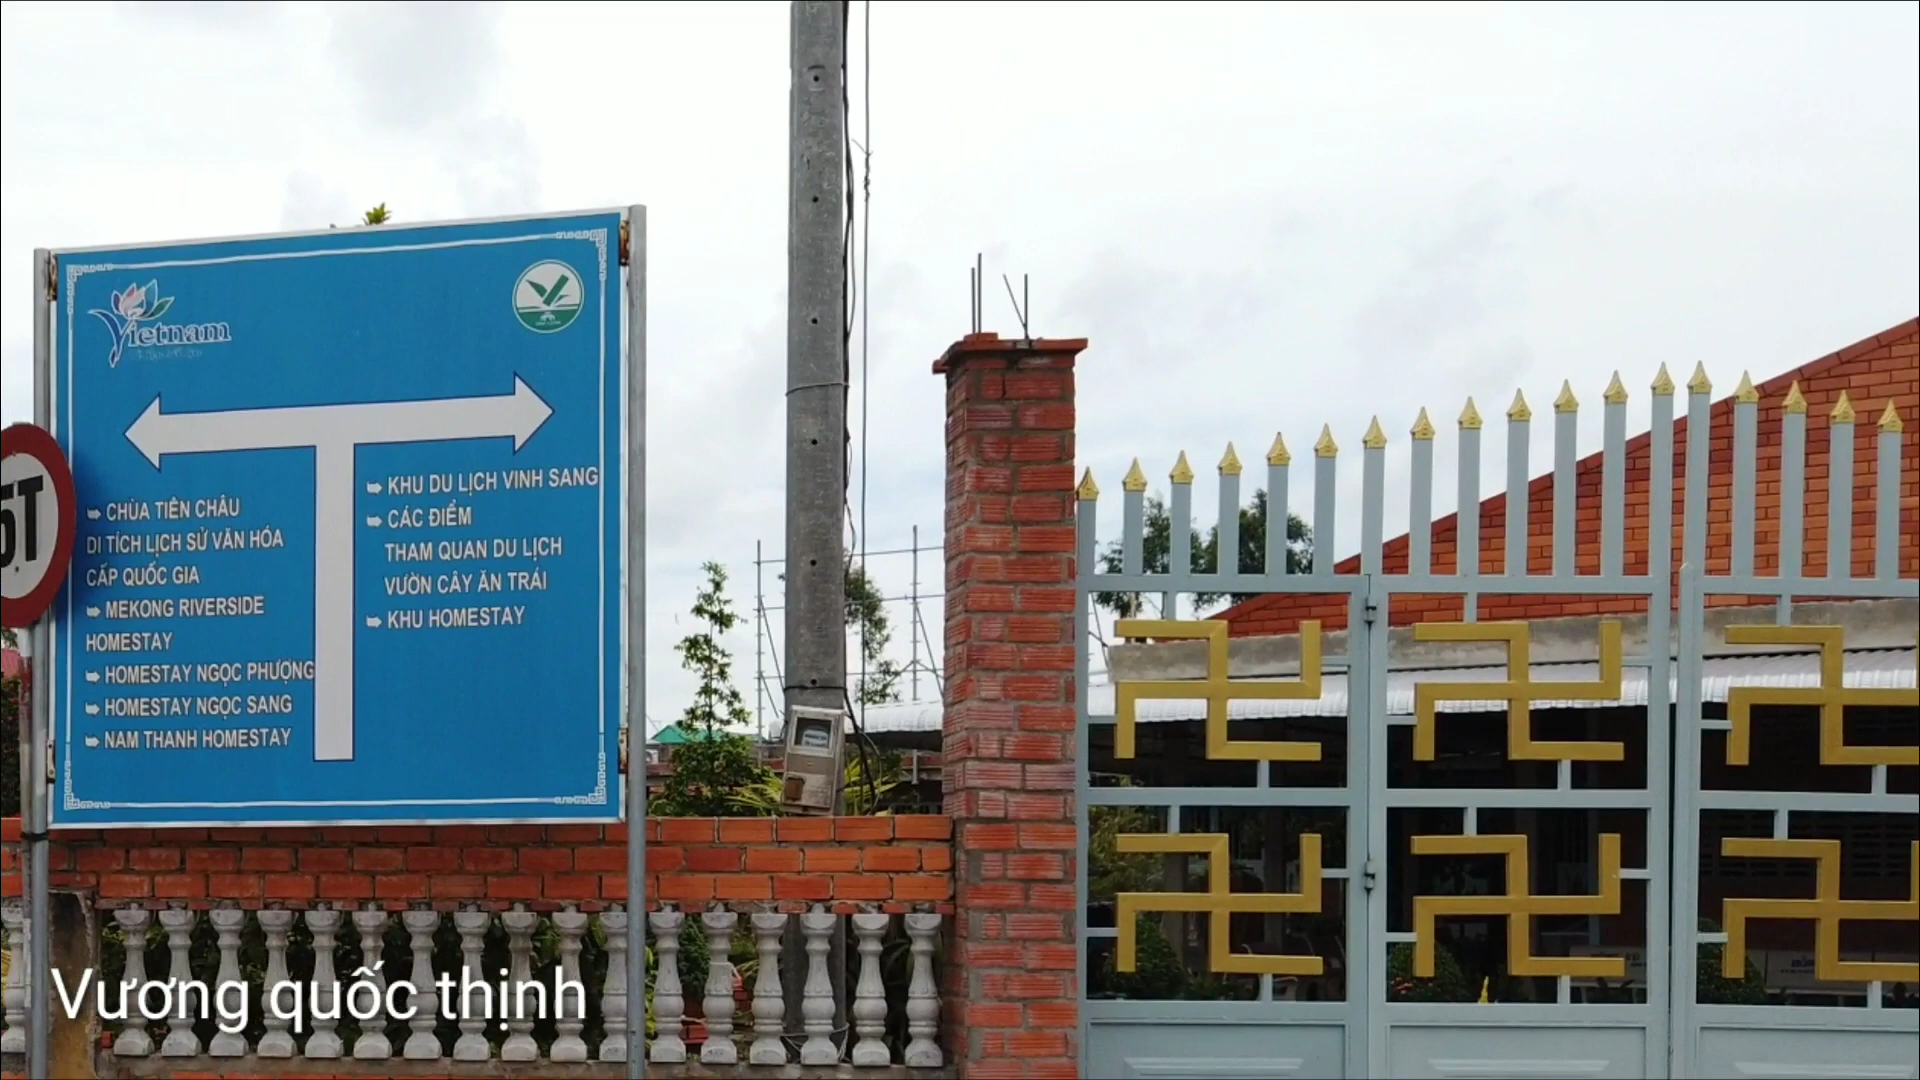 Vietnam
5T
CHÙA TIÊN CHÂU
DI TÍCH LỊCH SỬ VĂN HÓA
CẤP QUỐC GIA
MEKONG RIVERSIDE
HOMESTAY
HOMESTAY NGỌC PHƯỢNG
HOMESTAY NGỌC SANG
NAM THANH HOMESTAY
KHU DU LỊCH VINH SANG
CÁC ĐIỂM
THAM QUAN DU LỊCH
VƯỜN CÂY ĂN TRÁI
KHU HOMESTAY
Vương quốc thịnh